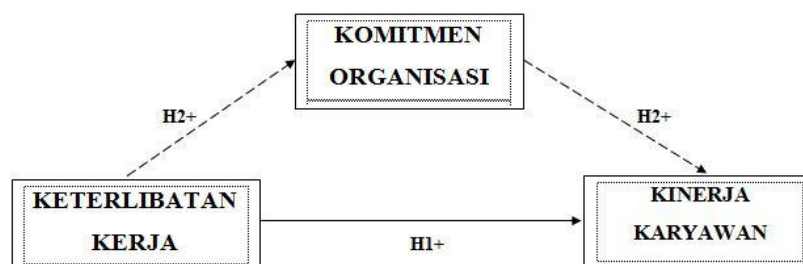 KOMITMEN
ORGANISASI
H2+
H2+
KETERLIBATAN
KERJA
H1+
KINERJA
KARYAWAN